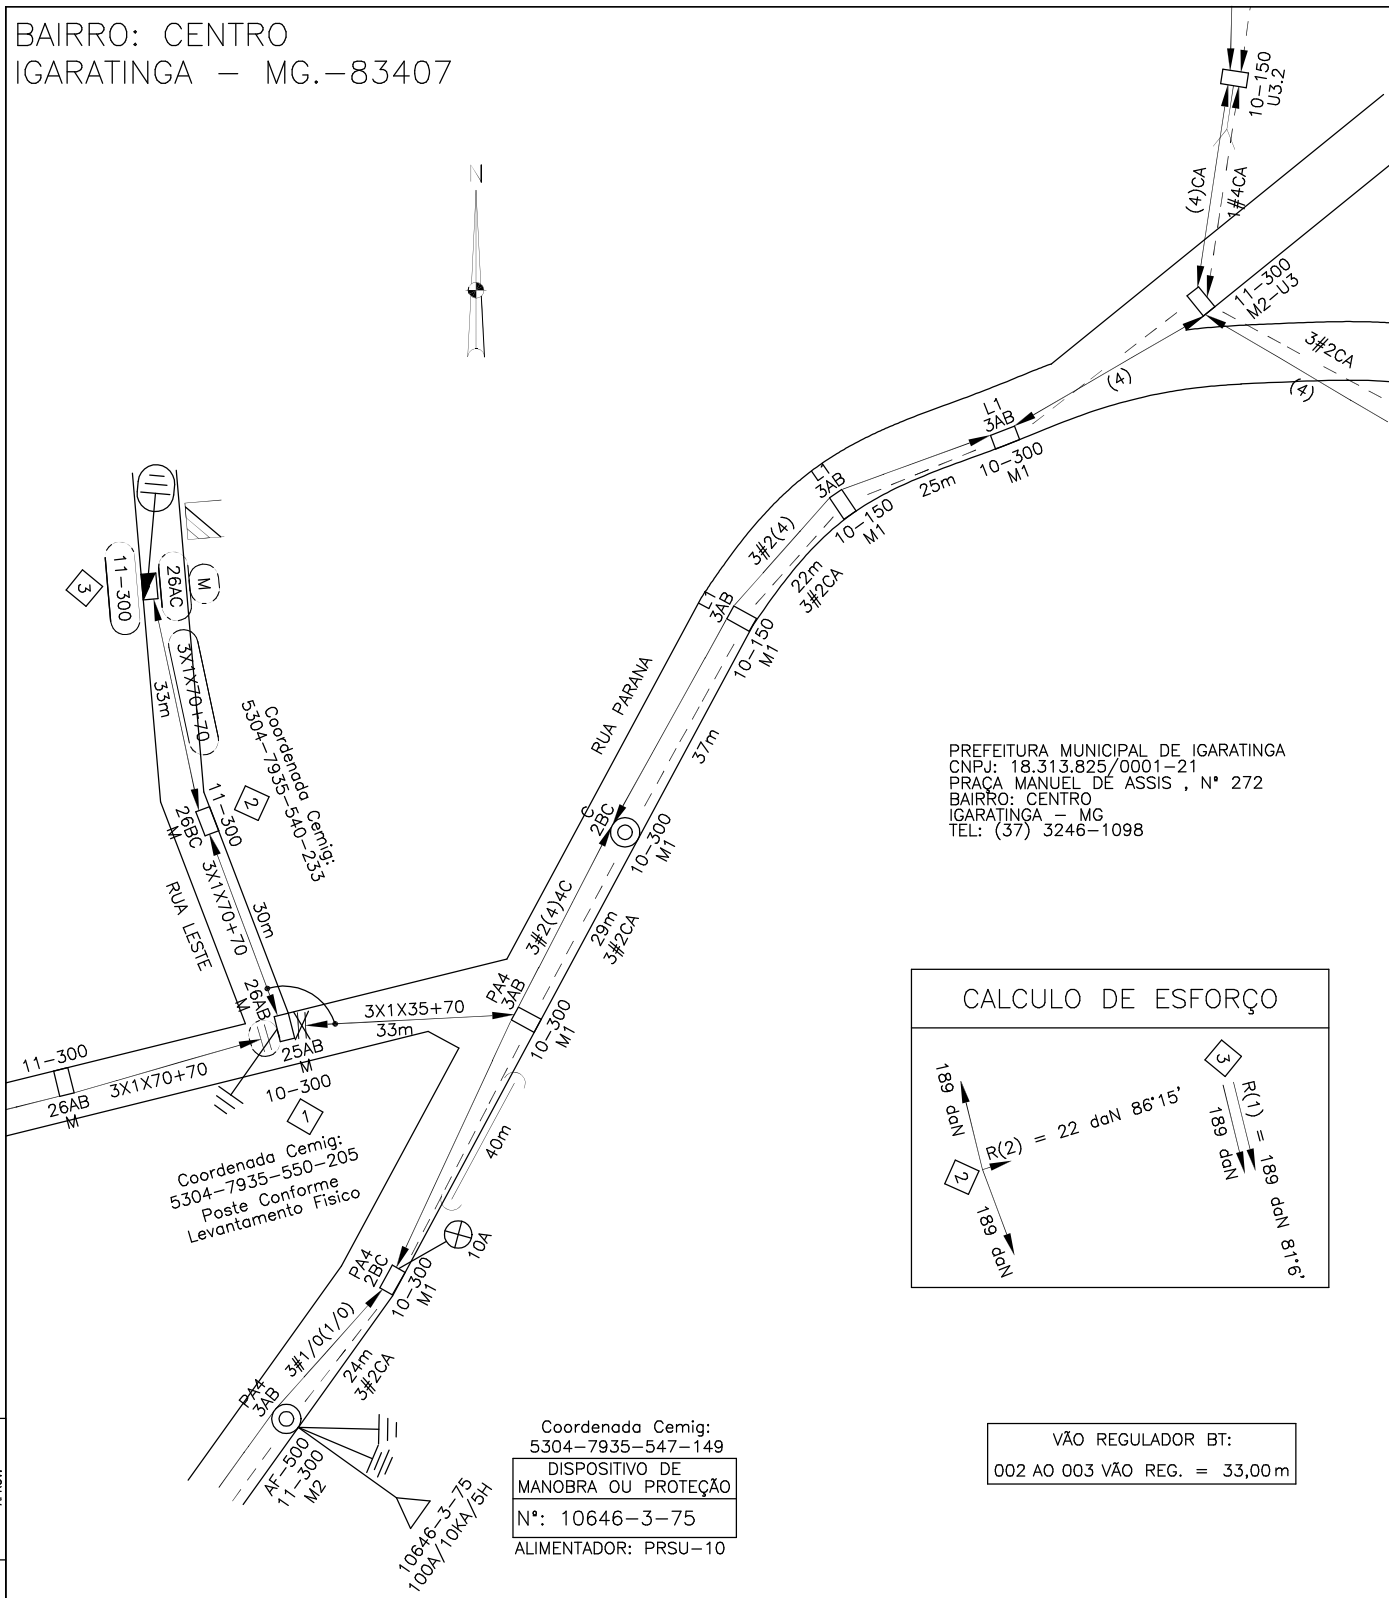 BAIRRO: CENTRO
IGARATINGA – MG.–83407
N
10–150
U3.2
(4)CA
1#4CA
11–300
M2–U3
3#2CA
(4)
(4)
L1
3AB
10–300
M1
25m
L1
3AB
10–150
M1
3#2(4)
22m
3#2CA
L1
3AB
10–150
M1
RUA PARANA
37m
3
11–300
26AC
M
3X1X70+70
33m
Coordenada Cemig:
5304–7935–540–233
2
11–300
26BC
M
3X1X70+70
30m
RUA LESTE
C
2BC
10–300
M1
3#2(4)4C
29m
3#2CA
PREFEITURA MUNICIPAL DE IGARATINGA
CNPJ: 18.313.825/0001–21
PRAÇA MANUEL DE ASSIS , N° 272
BAIRRO: CENTRO
IGARATINGA – MG
TEL: (37) 3246–1098
PA4
3AB
10–300
M1
26AB
M
3X1X35+70
33m
25AB
M
10–300
1
11–300
26AB
M
3X1X70+70
Coordenada Cemig:
5304–7935–550–205
Poste Conforme
Levantamento Fisico
40m
PA4
2BC
10–300
M1
10A
3#1/0(1/0)
24m
3#2CA
PA4
3AB
AF–500
11–300
M2
10646–3–75
100A/10KA/5H
CALCULO DE ESFORÇO
189 daN
R(2) = 22 daN 86°15'
2
189 daN
3
R(1) = 189 daN 81°6'
189 daN
Coordenada Cemig:
5304–7935–547–149
DISPOSITIVO DE
MANOBRA OU PROTEÇÃO
N°: 10646–3–75
ALIMENTADOR: PRSU–10
VÃO REGULADOR BT:
002 AO 003 VÃO REG. = 33,00m